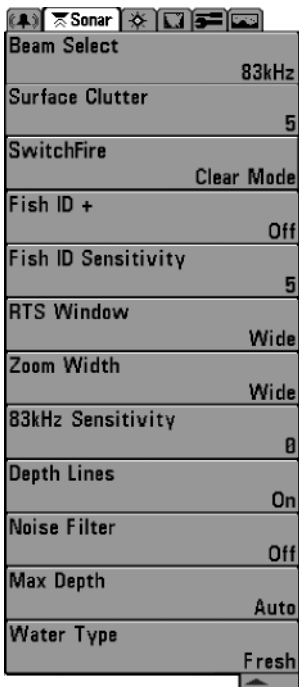 Sonar
Beam Select
83kHz
Surface Clutter
5
SwitchFire
Clear Mode
Fish ID +
Off
Fish ID Sensitivity
5
RTS Window
Wide
Zoom Width
Wide
83kHz Sensitivity
0
Depth Lines
On
Noise Filter
Off
Max Depth
Auto
Water Type
Fresh